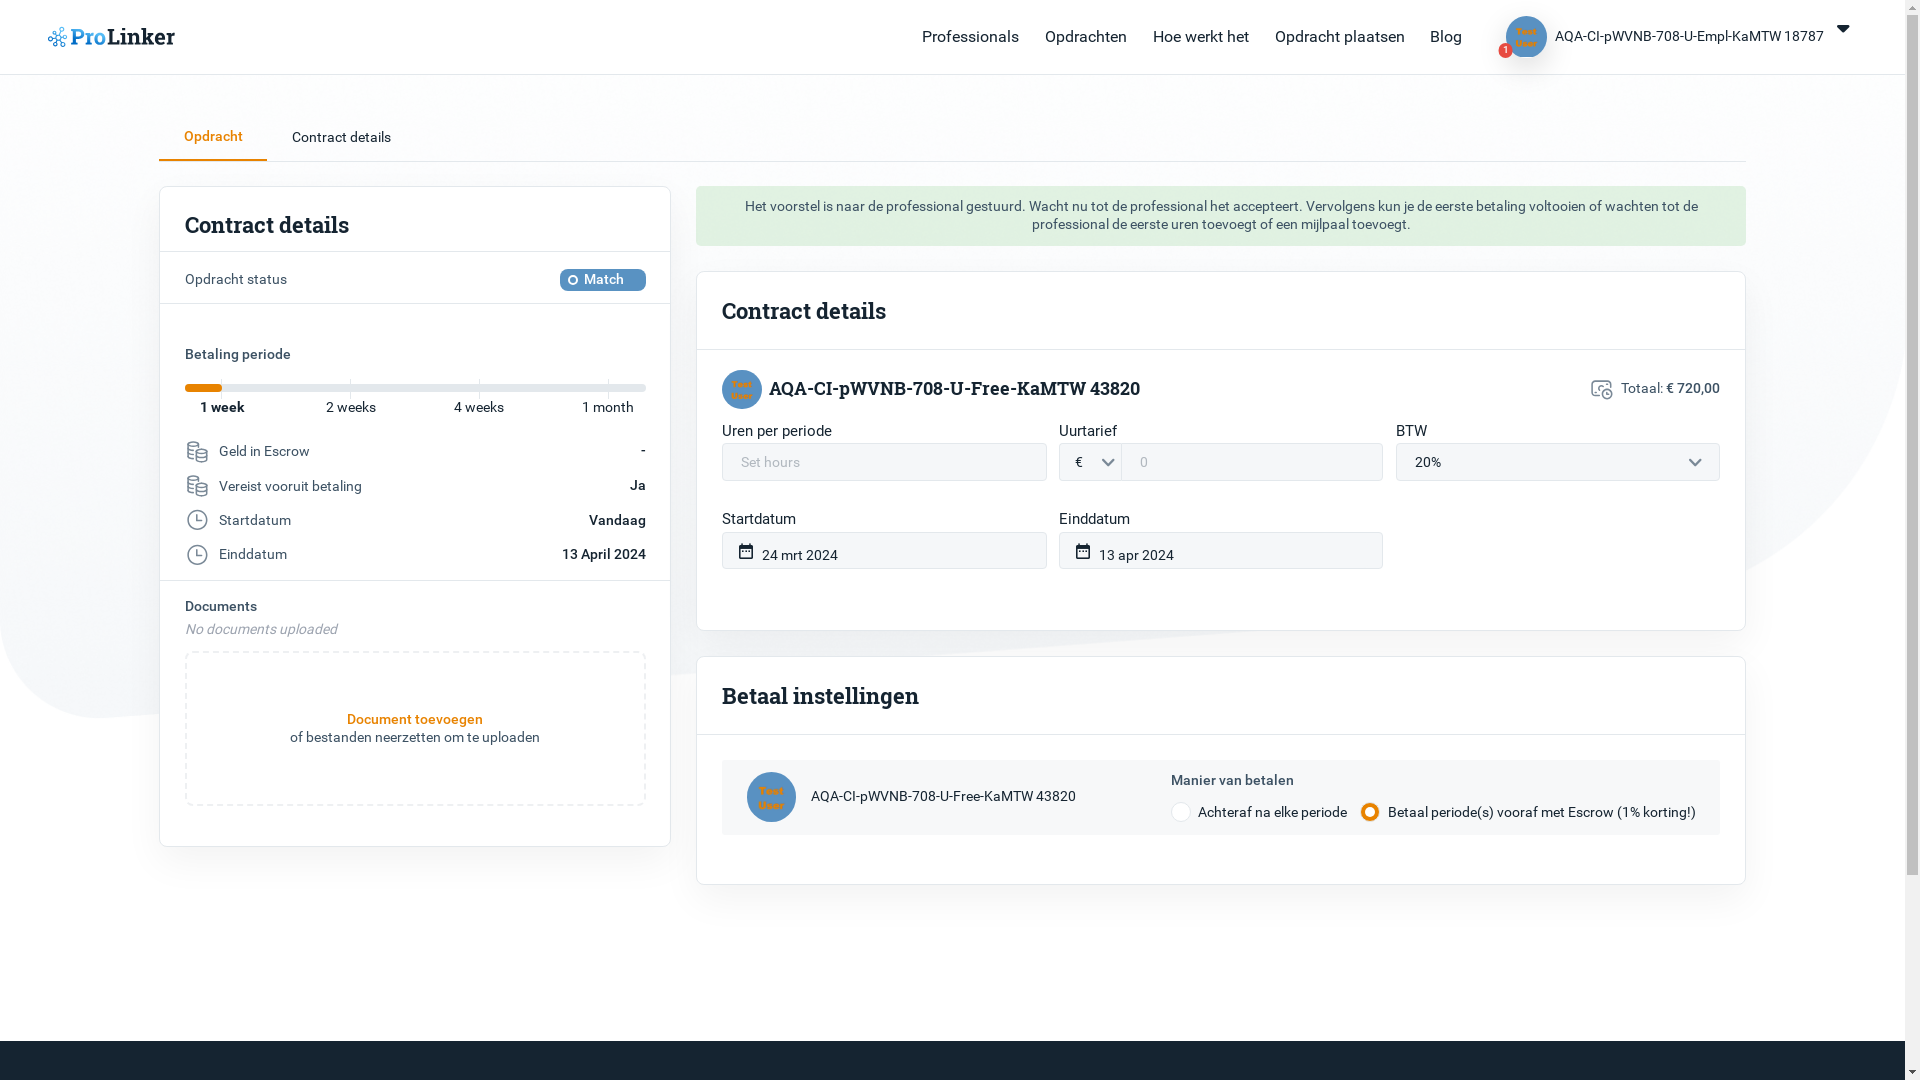 ProLinker
Professionals
Opdrachten
Hoe werkt het
Opdracht plaatsen
Blog
Test
User
1
AQA-CI-pWVNB-708-U-Empl-KaMTW 18787
Opdracht
Contract details
Contract details
Opdracht status
Match
Betaling periode
1 week
2 weeks
4 weeks
1 month
Geld in Escrow
-
Vereist vooruit betaling
Ja
Startdatum
Vandaag
Einddatum
13 April 2024
Documents
No documents uploaded
Document toevoegen
of bestanden neerzetten om te uploaden
Het voorstel is naar de professional gestuurd. Wacht nu tot de professional het accepteert. Vervolgens kun je de eerste betaling voltooien of wachten tot de
professional de eerste uren toevoegt of een mijlpaal toevoegt.
Contract details
Test
User
AQA-CI-pWVNB-708-U-Free-KaMTW 43820
Totaal: € 720,00
Uren per periode
Uurtarief
BTW
Set hours
€
0
20%
Startdatum
Einddatum
24 mrt 2024
13 apr 2024
Betaal instellingen
Test
User
AQA-CI-pWVNB-708-U-Free-KaMTW 43820
Manier van betalen
Achteraf na elke periode
Betaal periode(s) vooraf met Escrow (1% korting!)